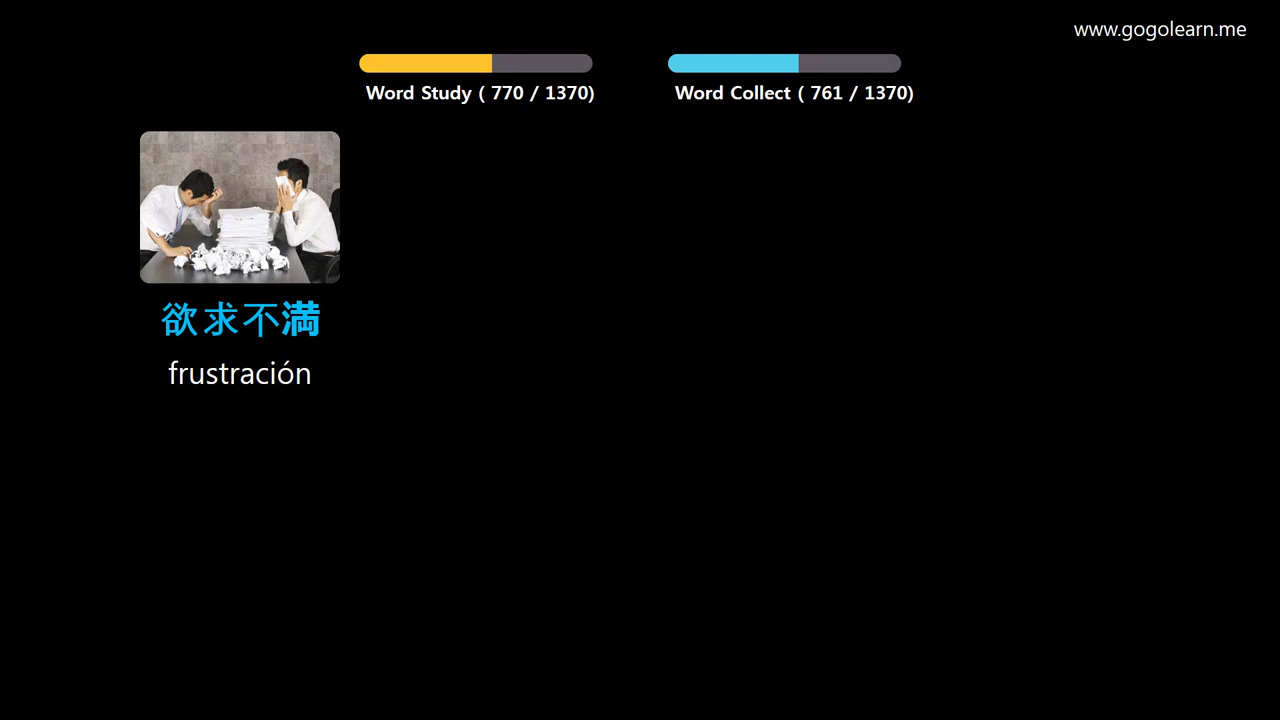 www.gogolearn.me
Word Study ( 770 / 1370)
Word Collect ( 761 / 1370)
欲求不満
frustración